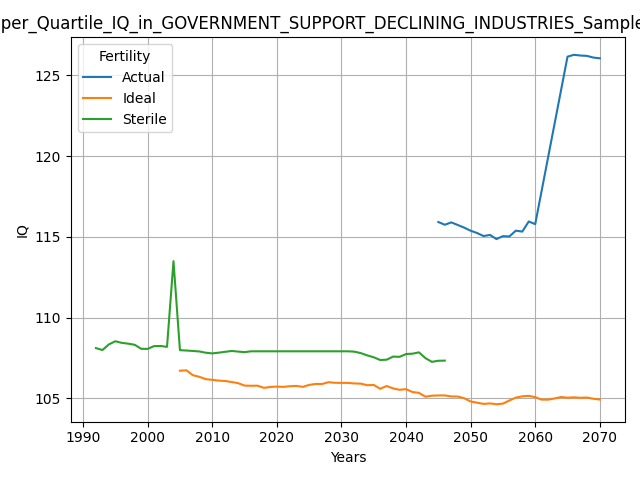 per_Quartile_IQ_in_GOVERNMENT_SUPPORT_DECLINING_INDUSTRIES_Sample
Fertility
Actual
Ideal
Sterile
125
120
115
110
105
IQ
1990 2000 2010 2020 2030 2040 2050 2060 2070
Years